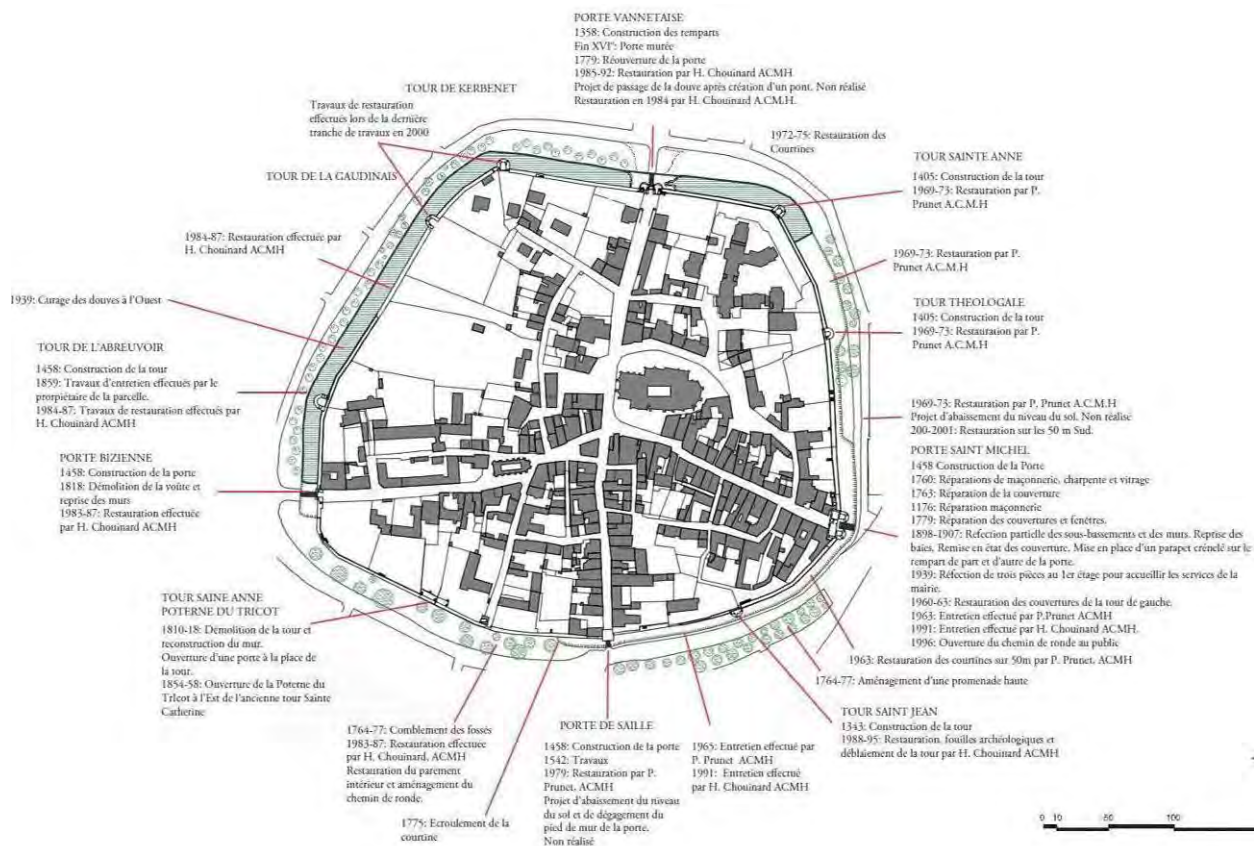 PORTE VANNETAISE
1358: Construction des remparts
Fin XVIᵉ: Porte murée
1779: Réouverture de la porte
1985-92: Restauration par H. Chouinard ACMH
Projet de passage de la douve après création d'un pont. Non réalisé
Restauration en 1984 par H. Chouinard A.C.M.H.
TOUR DE KERBENET
Travaux de restauration
effectués lors de la dernière
tranche de travaux en 2000
TOUR DE LA GAUDINAIS
1972-75: Restauration des
Courtines
TOUR SAINTE ANNE
1405: Construction de la tour
1969-73: Restauration par P.
Prunet A.C.M.H
1984-87: Restauration effectuée par
H. Chouinard ACMH
1969-73: Restauration par P.
Prunet A.C.M.H
1939: Curage des douves à l'Ouest
TOUR THEOLOGALE
1405: Construction de la tour
1969-73: Restauration par P.
Prunet A.C.M.H
TOUR DE L'ABREUVOIR
1458: Construction de la tour
1859: Travaux d'entretien effectués par le
propriétaire de la parcelle.
1984-87: Travaux de restauration effectués par
H. Chouinard ACMH
1969-73: Restauration par P. Prunet A.C.M.H
Projet d'abaissement du niveau du sol. Non réalise
200-2001: Restauration sur les 50 m Sud.
PORTE BIZIENNE
1458: Construction de la porte
1818: Démolition de la voûte et
reprise des murs
1983-87: Restauration effectuée
par H. Chouinard ACMH
PORTE SAINT MICHEL
1458 Construction de la Porte
1760: Réparations de maçonnerie, charpente et vitrage
1763: Réparation de la couverture
1176: Réparation maçonnerie
1779: Réparation des couvertures et fenêtres.
1898-1907: Refection partielle des sous-bassements et des murs. Reprise des
baies, Remise en état des couverture. Mise en place d'un parapet crénelé sur le
rempart de part et d'autre de la porte.
1939: Réfection de trois pièces au 1er étage pour accueillir les services de la
mairie.
1960-63: Restauration des couvertures de la tour de gauche.
1963: Entretien effectué par P.Prunet ACMH
1991: Entretien effectué par H. Chouinard ACMH.
1996: Ouverture du chemin de ronde au public
TOUR SAINE ANNE
POTERNE DU TRICOT
1810-18: Démolition de la tour et
reconstruction du mur.
Ouverture d'une porte à la place de
la tour.
1854-58: Ouverture de la Poterne du
Tricot à l'Est de l'ancienne tour Sainte
Catherine
1963: Restauration des courtines sur 50m par P. Prunet, ACMH
1764-77: Aménagement d'une promenade haute
TOUR SAINT JEAN
1343: Construction de la tour
1988-95: Restauration, fouilles archéologiques et
déblaiement de la tour par H. Chouinard ACMH
1764-77: Comblement des fossés
1983-87: Restauration effectuée
par H. Chouinard, ACMH
Restauration du parement
intérieur et aménagement du
chemin de ronde.
1775: Ecroulement de la
courtine
PORTE DE SAILLE
1458: Construction de la porte
1542: Travaux
1979: Restauration par P.
Prunet, ACMH
Projet d'abaissement du niveau
du sol et de dégagement du
pied de mur de la porte.
Non réalisé
1965: Entretien effectué par
P. Prunet ACMH
1991: Entretien effectué
par H. Chouinard ACMH
0 10 50 100